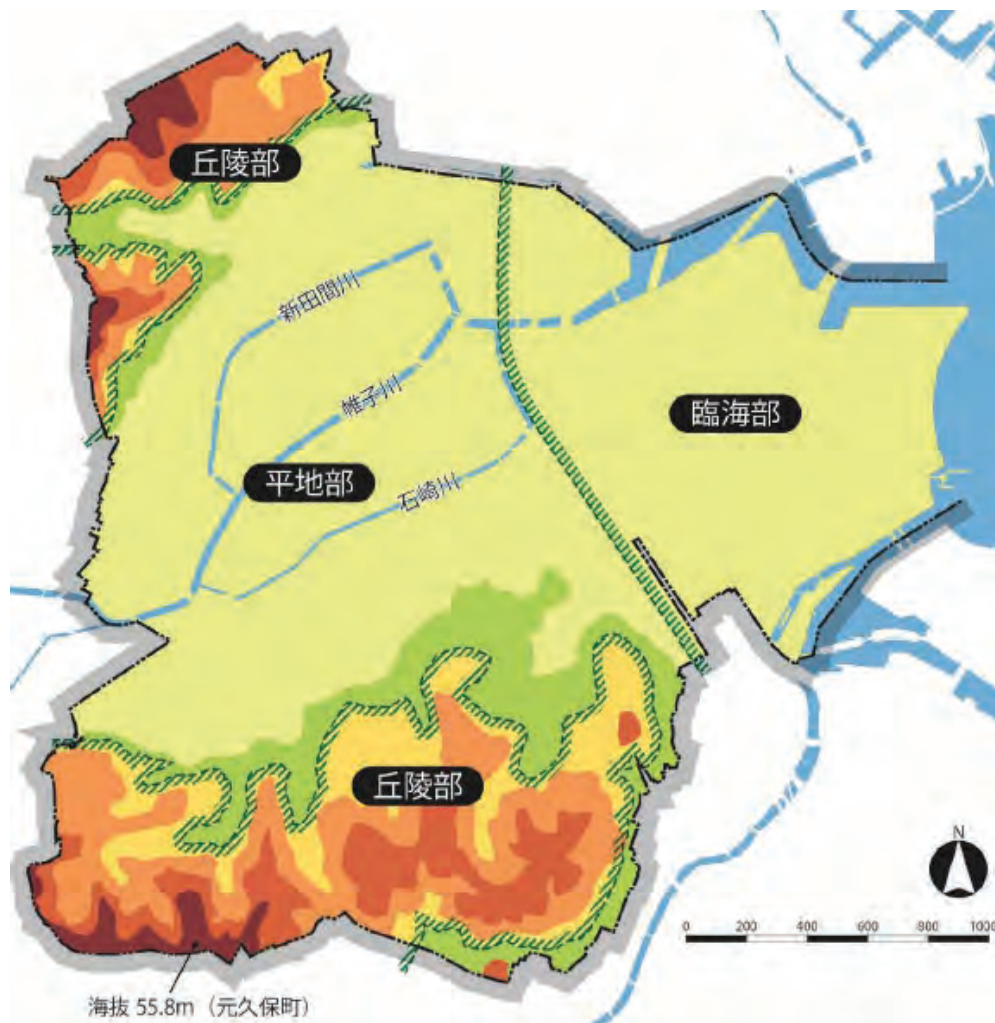 丘陵部
新田間川
帷子川
臨海部
平地部
石崎川
丘陵部
N
0 200 400 600 800 1000
海抜 55.8m（元久保町）